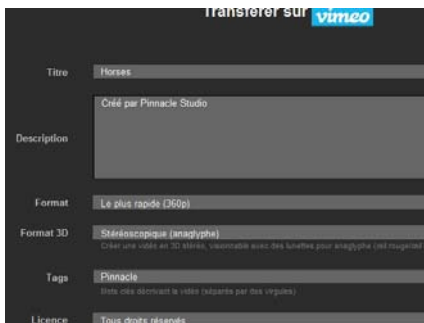 Transférer sur vimeo
Titre Horses
Créé par Pinnacle Studio
Description
Format Le plus rapide (360p)
Format 3D Stéréoscopique (anaglyphe)
Créer une vidéo en 3D stéréo, visionnable avec des lunettes pour anaglyphe
Tags Pinnacle
Mots clés décrivant la vidéo (séparés par des virgules)
Licence Tous droits réservés